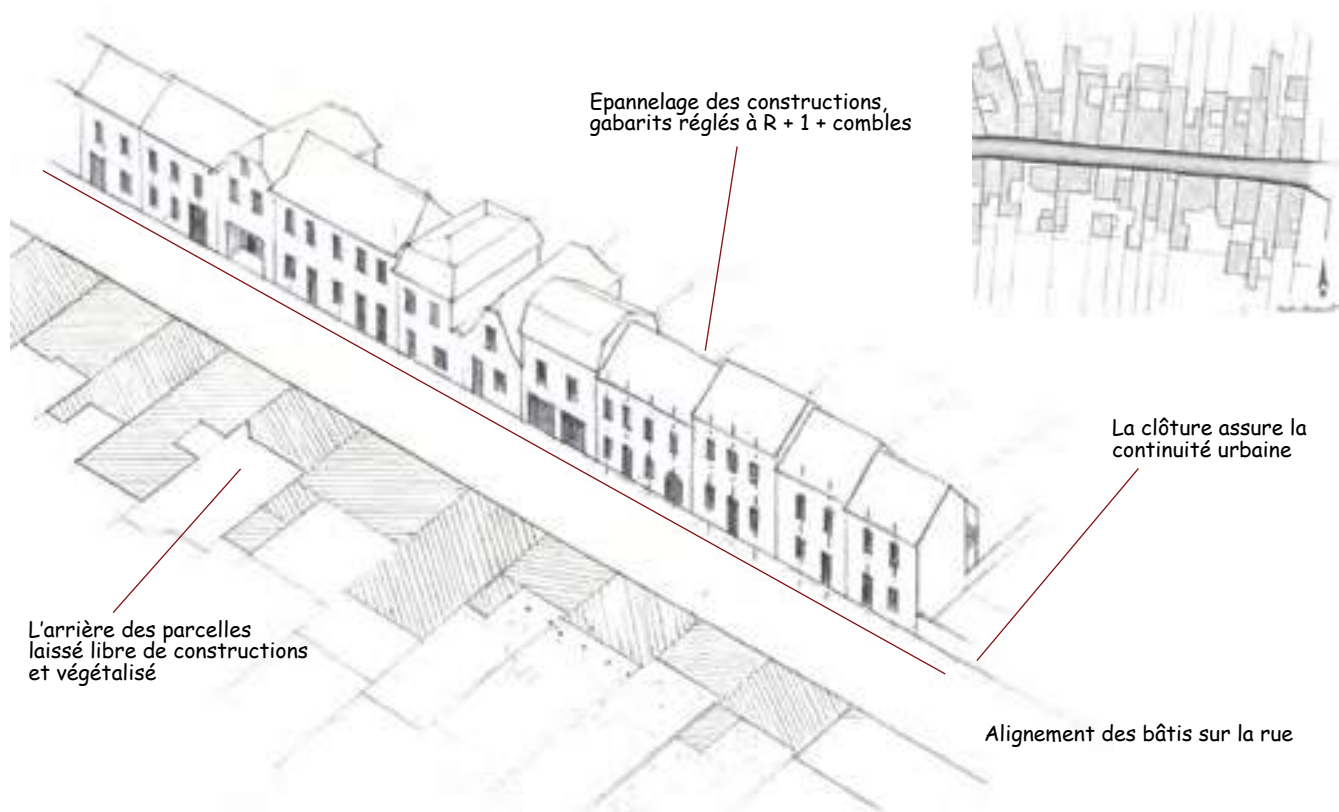 Epannelage des constructions,
gabarits réglés à R + 1 + combles
La clôture assure la
continuité urbaine
L'arrière des parcelles
laissé libre de constructions
et végétalisé
Alignement des bâtis sur la rue